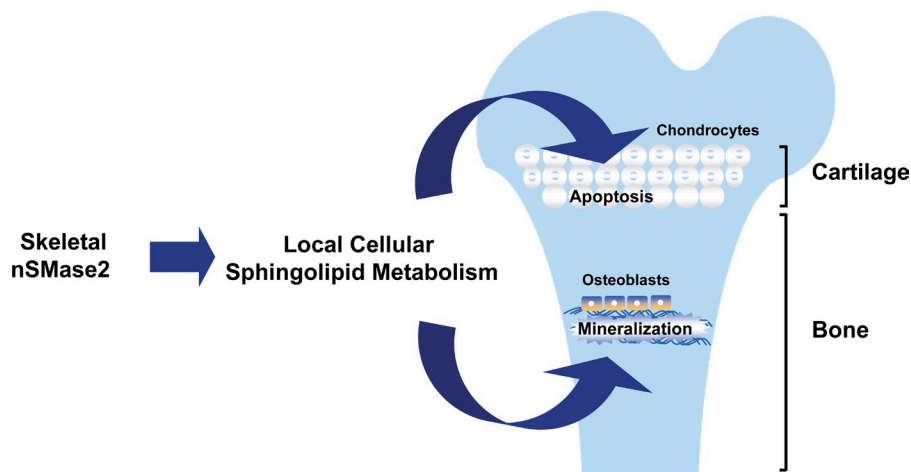 Skeletal
nSMase2
Local Cellular
Sphingolipid Metabolism
Chondrocytes
Apoptosis
Cartilage
Osteoblasts
Mineralization
Bone